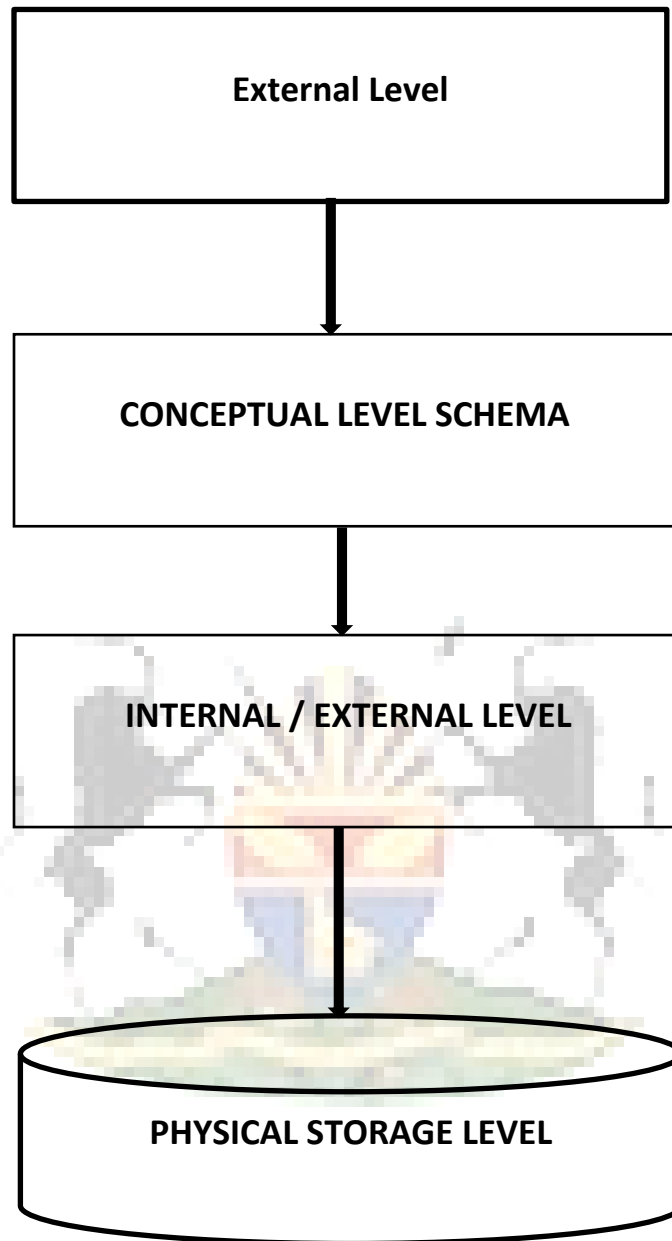 External Level
CONCEPTUAL LEVEL SCHEMA
INTERNAL / EXTERNAL LEVEL
PHYSICAL STORAGE LEVEL